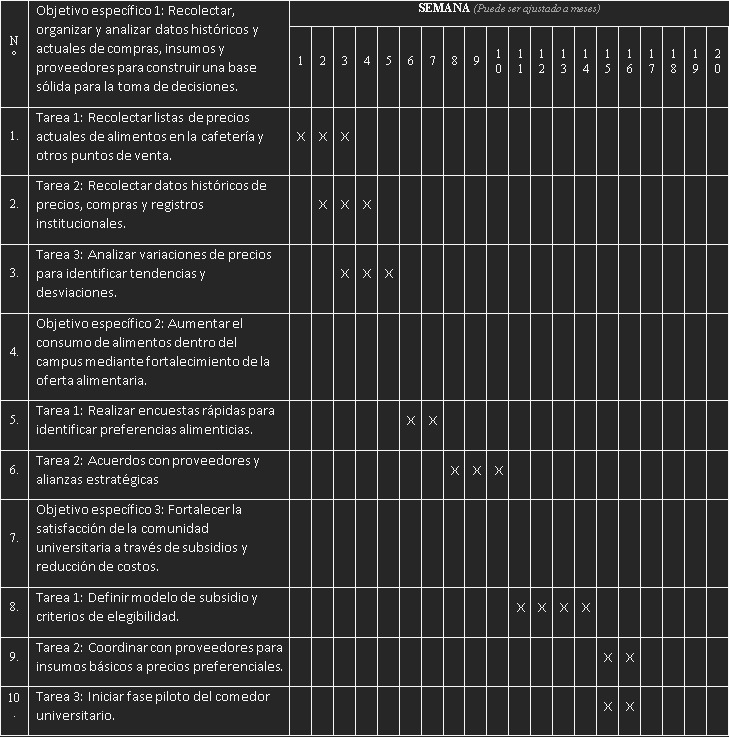 N° Objetivo específico 1: Recolectar,
organizar y analizar datos históricos y
actuales de compras, insumos y
proveedores para construir una base
sólida para la toma de decisiones.
SEMANA (Puede ser ajustado a meses)
1 2 3 4 5 6 7 8 9 10 11 12 13 14 15 16 17 18 19 20
1. Tarea 1: Recolectar listas de precios
actuales de alimentos en la cafetería y
otros puntos de venta.
X X X
2. Tarea 2: Recolectar datos históricos de
precios, compras y registros
institucionales.
X X X
3. Tarea 3: Analizar variaciones de precios
para identificar tendencias y
desviaciones.
X X X
4. Objetivo específico 2: Aumentar el
consumo de alimentos dentro del
campus mediante fortalecimiento de la
oferta alimentaria.
5. Tarea 1: Realizar encuestas rápidas para
identificar preferencias alimenticias.
X X
6. Tarea 2: Acuerdos con proveedores y
alianzas estratégicas
X X X
7. Objetivo específico 3: Fortalecer la
satisfacción de la comunidad
universitaria a través de subsidios y
reducción de costos.
8. Tarea 1: Definir modelo de subsidio y
criterios de elegibilidad.
X X X X
9. Tarea 2: Coordinar con proveedores para
insumos básicos a precios preferenciales.
X X
10. Tarea 3: Iniciar fase piloto del comedor
universitario.
X X